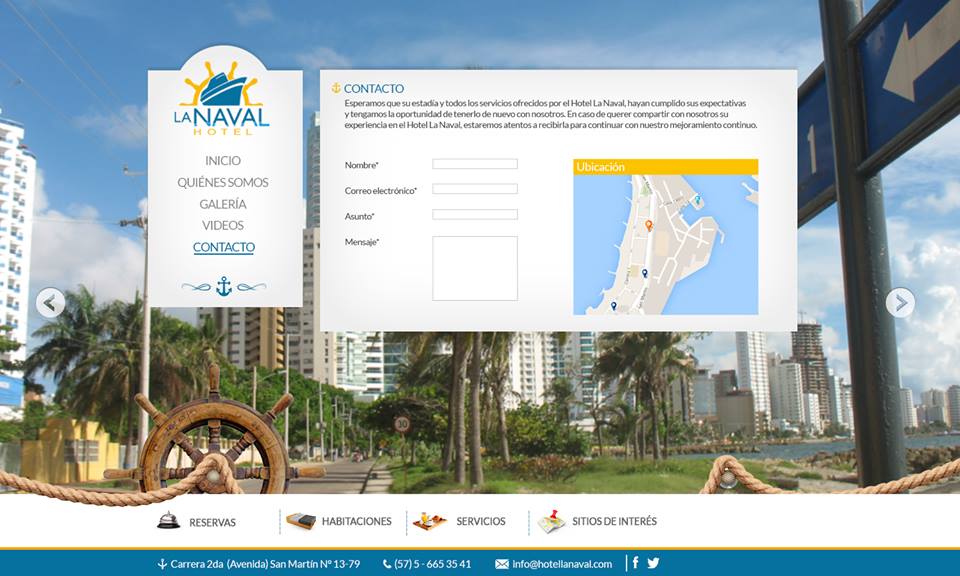 LA NAVAL
HOTEL
INICIO
QUIÉNES SOMOS
GALERÍA
VIDEOS
CONTACTO
CONTACTO
Esperamos que su estadía y todos los servicios ofrecidos por el Hotel La Naval, hayan cumplido sus expectativas
y tengamos la oportunidad de tenerlo de nuevo con nosotros. En caso de querer compartir con nosotros su
experiencia en el Hotel La Naval, estaremos atentos a recibirla para continuar con nuestro mejoramiento continuo.
Nombre*
Correo electrónico*
Asunto*
Mensaje*
Ubicación
1
30
RESERVAS
HABITACIONES
SERVICIOS
SITIOS DE INTERÉS
Carrera 2da (Avenida) San Martín Nº 13-79
(57) 5 - 665 35 41
info@hotellanaval.com